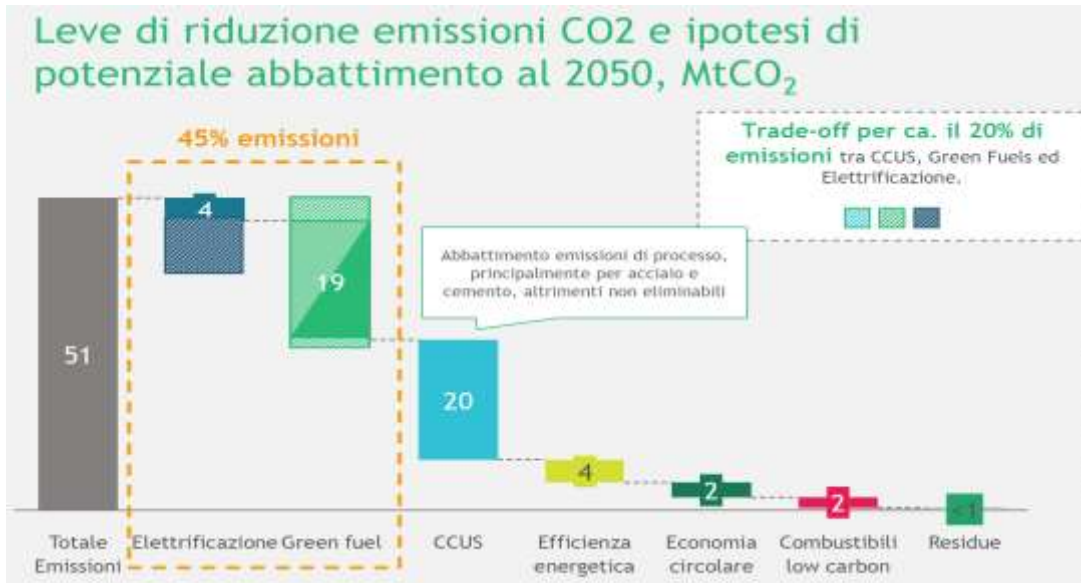 Leve di riduzione emissioni CO2 e ipotesi di
potenziale abbattimento al 2050, MtCO₂
45% emissioni
Trade-off per ca. il 20% di
emissioni tra CCUS, Green Fuels ed
Elettrificazione.
4
Abbattimento emissioni di processo,
principalmente per acciaio e
cemento, altrimenti non eliminabili
19
51
20
4
2
2
<1
Totale
Emissioni
Elettrificazione
Green fuel
CCUS
Efficienza
energetica
Economia
circolare
Combustibili
low carbon
Residue